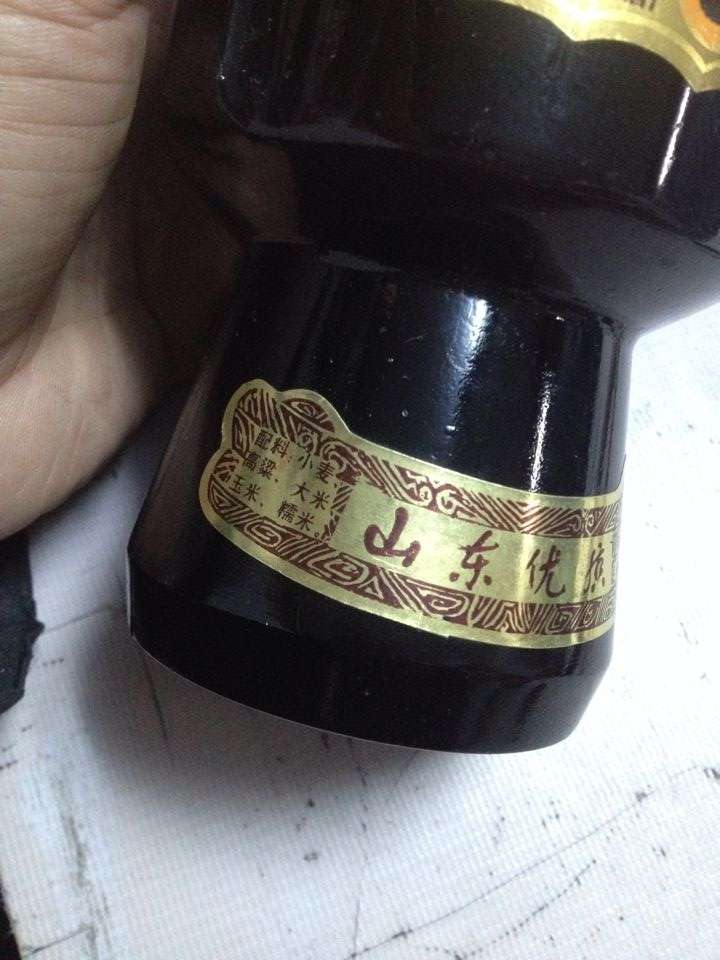 配料:小麦、
高粱、大米、
玉米、糯米。
山东优质